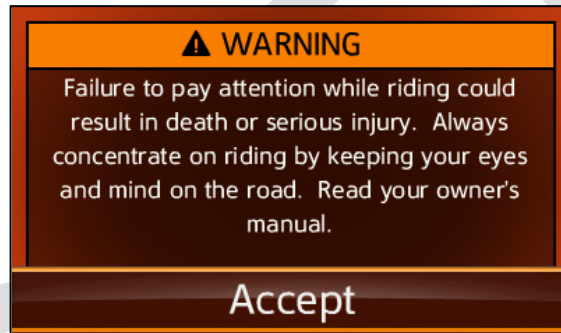 WARNING
Failure to pay attention while riding could
result in death or serious injury.  Always
concentrate on riding by keeping your eyes
and mind on the road.  Read your owner's
manual.
Accept